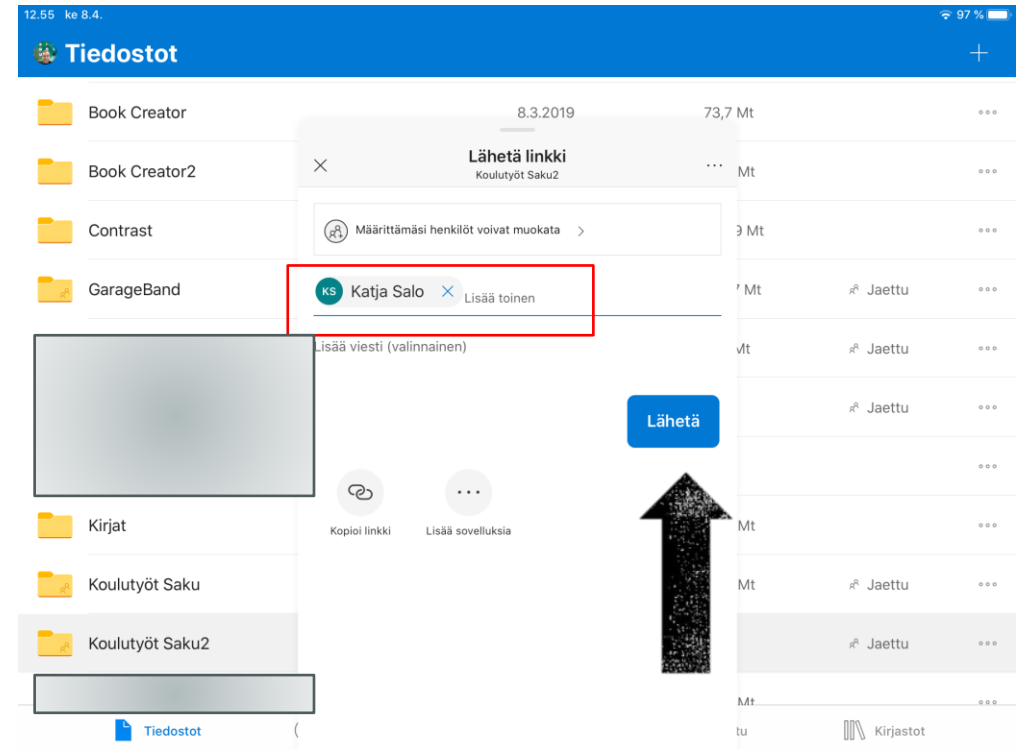 12.55 ke 8.4.
97 %
Tiedostot
Book Creator 8.3.2019 73,7 Mt
Lähetä linkki
Koulutyöt Saku2
Book Creator2 Mt
Määrittämäsi henkilöt voivat muokata
Contrast 9 Mt
GarageBand Mt Jaettu
KS Katja Salo Lisää toinen
Lisää viesti (valinnainen)
Mt Jaettu
Jaettu
Lähetä
Kopioi linkki Lisää sovelluksia
Kirjat Mt
Koulutyöt Saku Mt Jaettu
Koulutyöt Saku2 Jaettu
Mt
Tiedostot tu Kirjastot